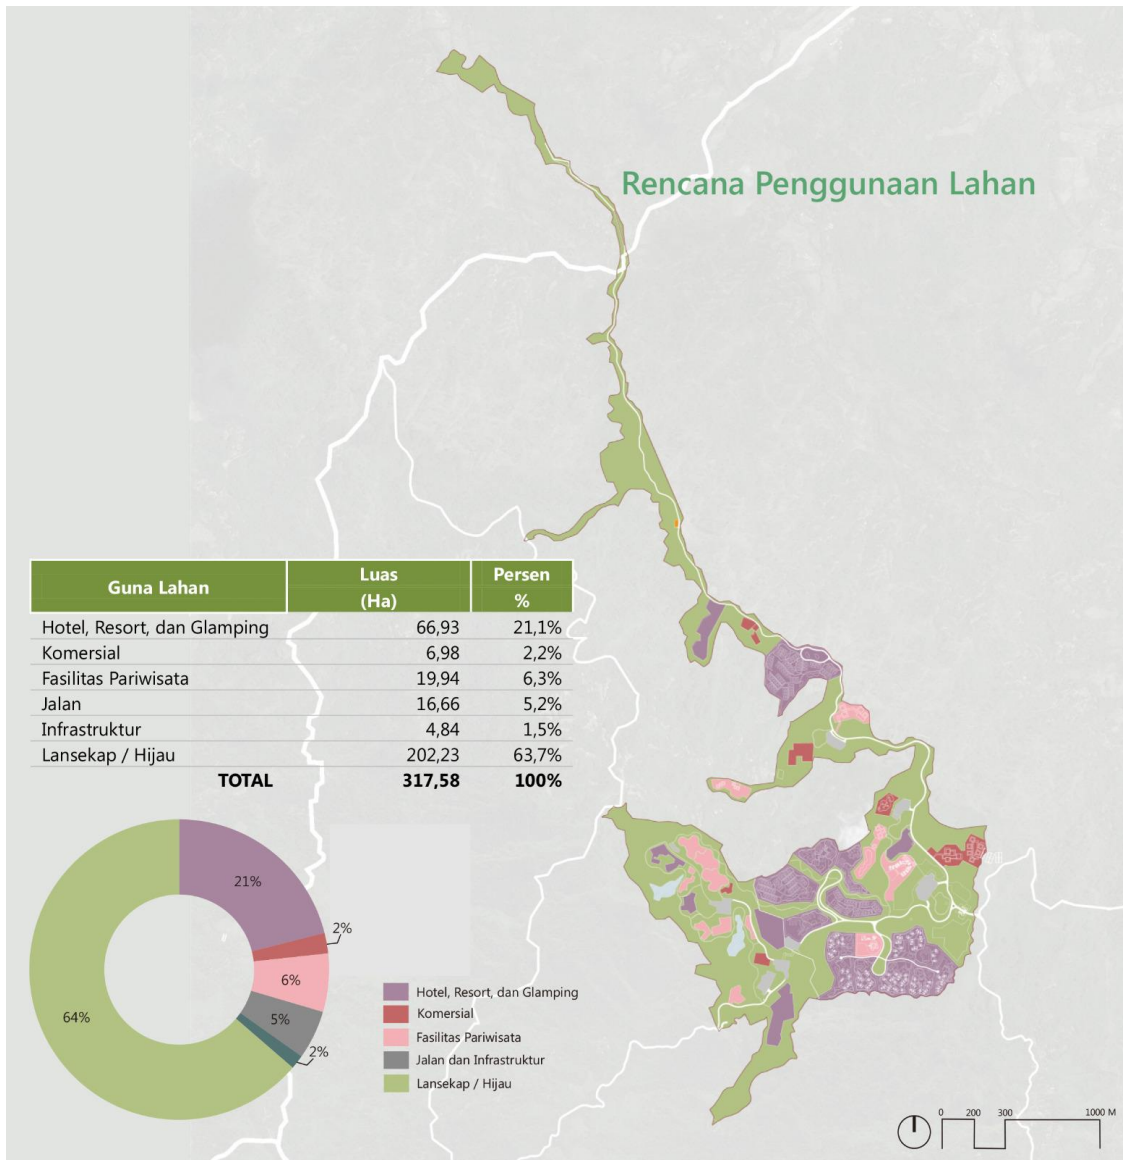 Rencana Penggunaan Lahan
Guna Lahan Luas (Ha) Persen %
Hotel, Resort, dan Glamping 66,93 21,1%
Komersial 6,98 2,2%
Fasilitas Pariwisata 19,94 6,3%
Jalan 16,66 5,2%
Infrastruktur 4,84 1,5%
Lansekap / Hijau 202,23 63,7%
TOTAL 317,58 100%
21%
2%
6%
5%
2%
64%
Hotel, Resort, dan Glamping
Komersial
Fasilitas Pariwisata
Jalan dan Infrastruktur
Lansekap / Hijau
0 200 300 1000 M